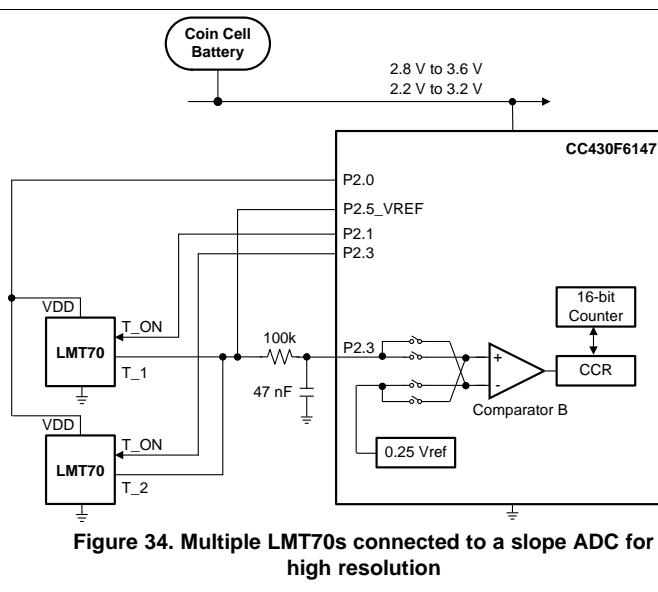 Coin Cell
Battery
2.8 V to 3.6 V
2.2 V to 3.2 V
CC430F6147
P2.0
P2.5_VREF
P2.1
P2.3
VDD
T_ON
LMT70
T_1
100k
47 nF
P2.3
+
-
Comparator B
16-bit
Counter
CCR
0.25 Vref
VDD
T_ON
LMT70
T_2
Figure 34. Multiple LMT70s connected to a slope ADC for
high resolution